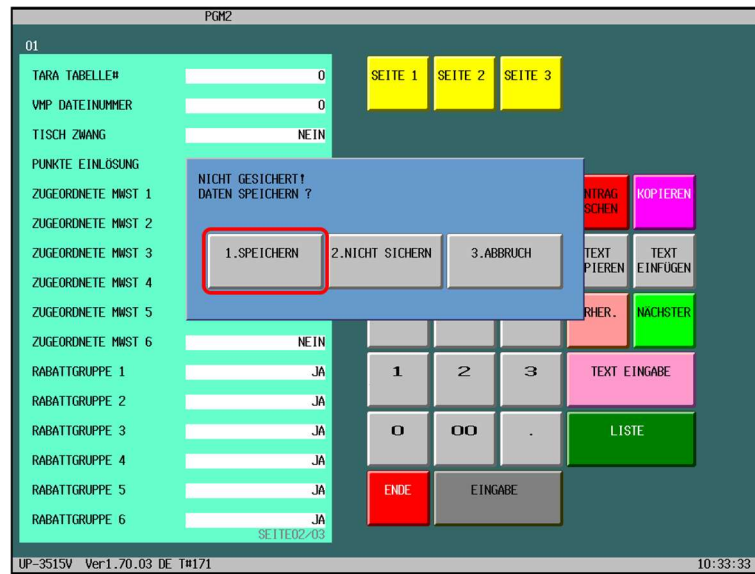 PGM2
01
TARA TABELLE# 0
VMP DATEINUMMER 0
TISCH ZWANG NEIN
PUNKTE EINLÖSUNG
ZUGEORDNETE MWST 1
ZUGEORDNETE MWST 2
ZUGEORDNETE MWST 3
ZUGEORDNETE MWST 4
ZUGEORDNETE MWST 5
ZUGEORDNETE MWST 6 NEIN
RABATTGRUPPE 1 JA
RABATTGRUPPE 2 JA
RABATTGRUPPE 3 JA
RABATTGRUPPE 4 JA
RABATTGRUPPE 5 JA
RABATTGRUPPE 6 JA
SEITE02/03
SEITE 1 SEITE 2 SEITE 3
NICHT GESICHERT!
DATEN SPEICHERN ?
1.SPEICHERN 2.NICHT SICHERN 3.ABBRUCH
KOPIEREN
TEXT TEXT
EINFÜGEN
NÄCHSTER
1 2 3 TEXT EINGABE
0 00 . LISTE
ENDE EINGABE
UP-3515V Ver1.70.03 DE T#171 10:33:33